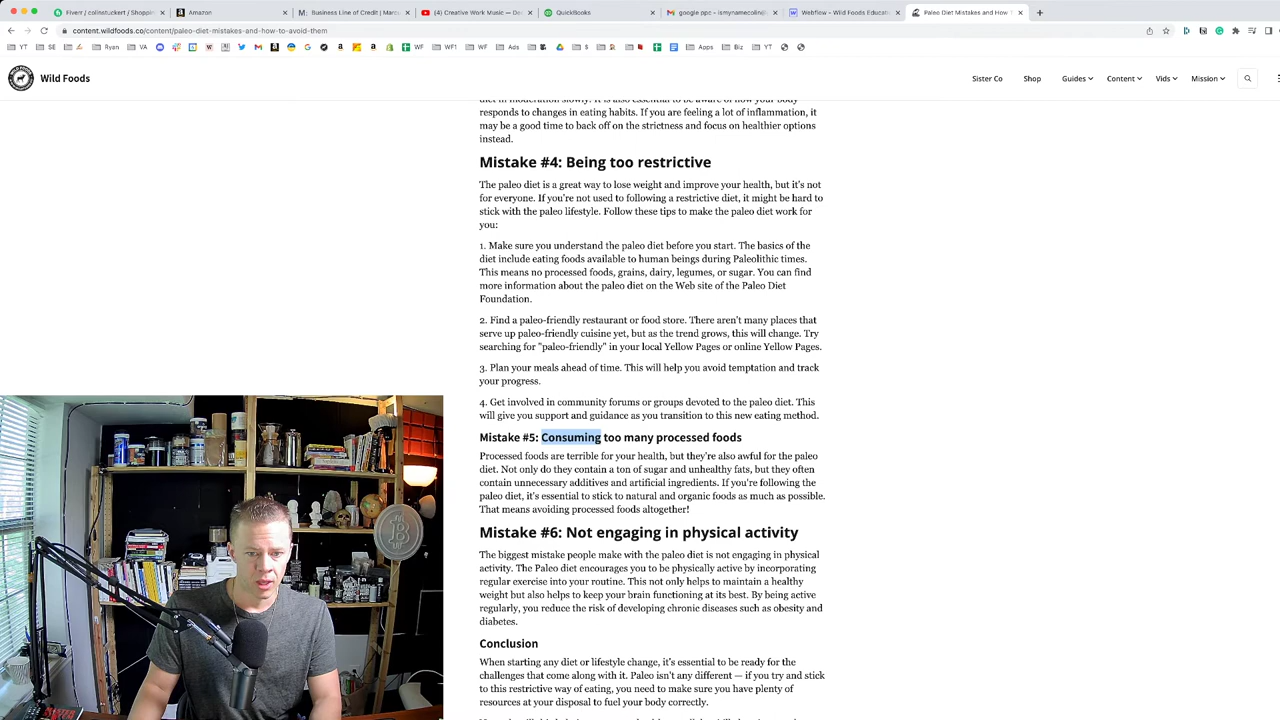 Fiverr / colinstuckert / Shoppin
Amazon
Business Line of Credit | Marc
(4) Creative Work Music — De
QuickBooks
google ppc - ismynamecolin@
Webflow - Wild Foods Educati
Paleo Diet Mistakes and How T
content.wildfoods.co/content/paleo-diet-mistakes-and-how-to-avoid-them
YT SE Ryan VA WF WF1 WF Ads Apps Biz YT
Wild Foods
Sister Co Shop Guides Content Vids Mission
responds to changes in eating habits. If you are feeling a lot of inflammation, it
may be a good time to back off on the strictness and focus on healthier options
instead.
Mistake #4: Being too restrictive
The paleo diet is a great way to lose weight and improve your health, but it's not
for everyone. If you're not used to following a restrictive diet, it might be hard to
stick with the paleo lifestyle. Follow these tips to make the paleo diet work for
you:
1. Make sure you understand the paleo diet before you start. The basics of the
diet include eating foods available to human beings during Paleolithic times.
This means no processed foods, grains, dairy, legumes, or sugar. You can find
more information about the paleo diet on the Web site of the Paleo Diet
Foundation.
2. Find a paleo-friendly restaurant or food store. There aren't many places that
serve up paleo-friendly cuisine yet, but as the trend grows, this will change. Try
searching for "paleo-friendly" in your local Yellow Pages or online Yellow Pages.
3. Plan your meals ahead of time. This will help you avoid temptation and track
your progress.
4. Get involved in community forums or groups devoted to the paleo diet. This
will give you support and guidance as you transition to this new eating method.
Mistake #5: Consuming too many processed foods
Processed foods are terrible for your health, but they're also awful for the paleo
diet. Not only do they contain a ton of sugar and unhealthy fats, but they often
contain unnecessary additives and artificial ingredients. If you're following the
paleo diet, it's essential to stick to natural and organic foods as much as possible.
That means avoiding processed foods altogether!
Mistake #6: Not engaging in physical activity
The biggest mistake people make with the paleo diet is not engaging in physical
activity. The Paleo diet encourages you to be physically active by incorporating
regular exercise into your routine. This not only helps to maintain a healthy
weight but also helps to keep your brain functioning at its best. By being active
regularly, you reduce the risk of developing chronic diseases such as obesity and
diabetes.
Conclusion
When starting any diet or lifestyle change, it's essential to be ready for the
challenges that come along with it. Paleo isn't any different — if you try and stick
to this restrictive way of eating, you need to make sure you have plenty of
resources at your disposal to fuel your body correctly.